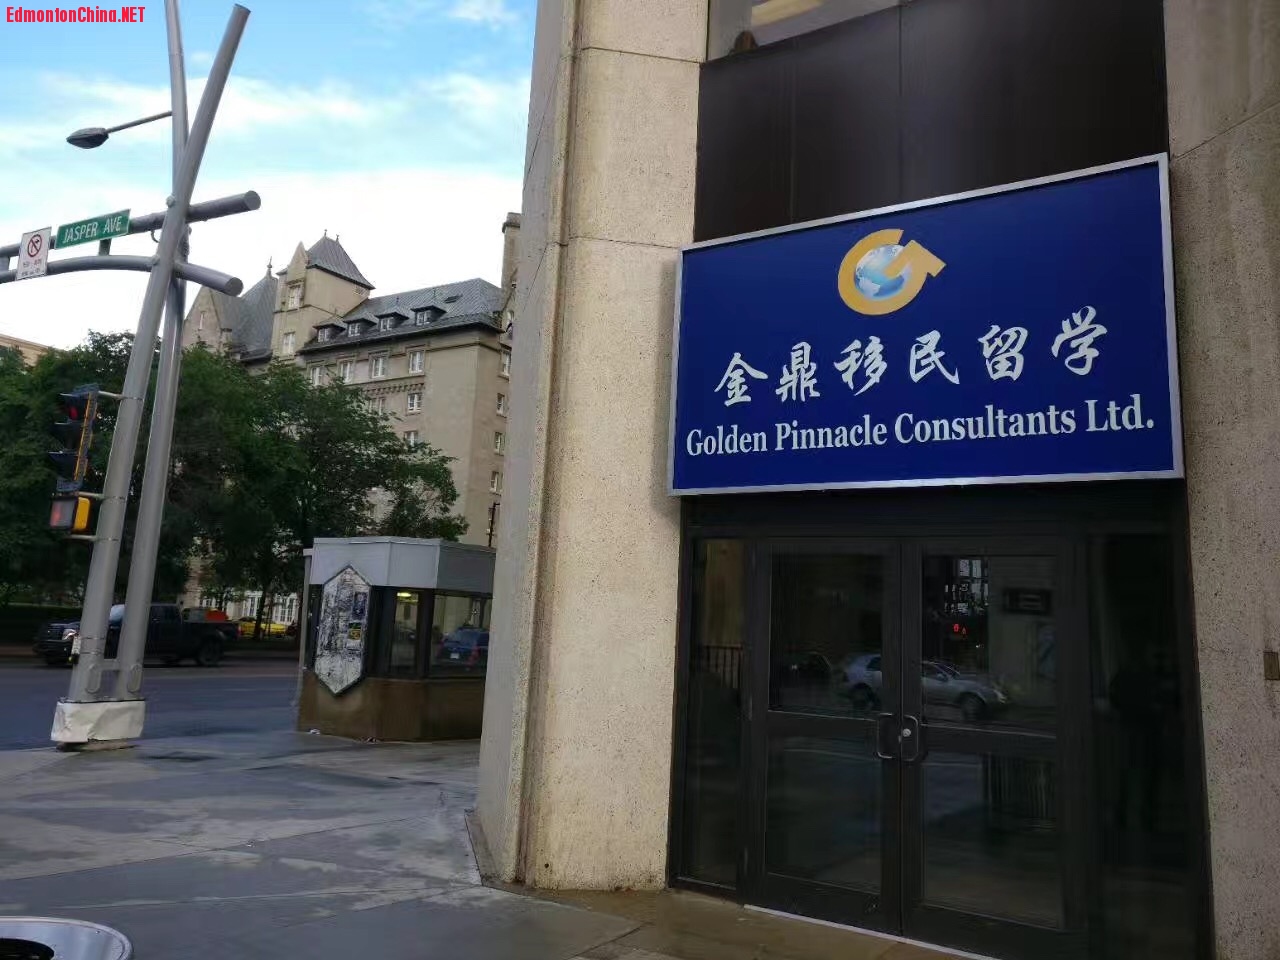 EdmontonChina.NET
JASPER AVE
金鼎移民留学
Golden Pinnacle Consultants Ltd.